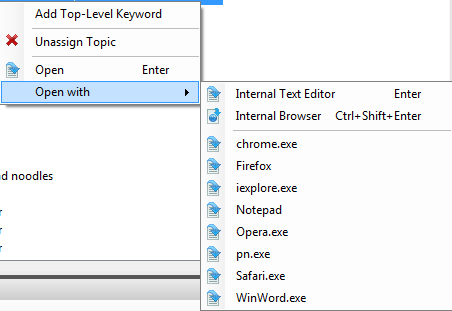 Add Top-Level Keyword
Unassign Topic
Open Enter
Open with
Internal Text Editor Enter
Internal Browser Ctrl+Shift+Enter
chrome.exe
Firefox
iexplore.exe
Notepad
Opera.exe
pn.exe
Safari.exe
WinWord.exe
d noodles
r
r
r